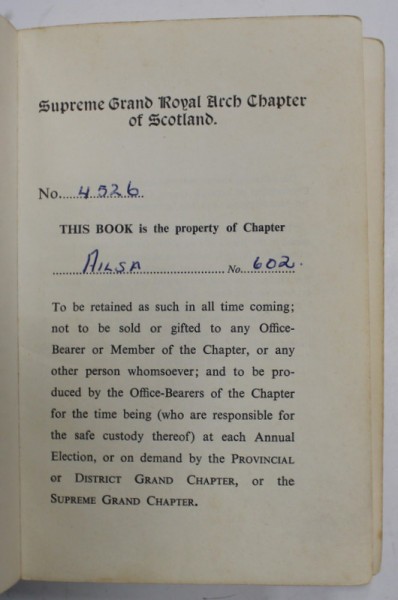 Supreme Grand Royal Arch Chapter
of Scotland.
No. 4526
THIS BOOK is the property of Chapter
AILSA No. 602.
To be retained as such in all time coming;
not to be sold or gifted to any Office-
Bearer or Member of the Chapter, or any
other person whomsoever; and to be pro-
duced by the Office-Bearers of the Chapter
for the time being (who are responsible for
the safe custody thereof) at each Annual
Election, or on demand by the PROVINCIAL
or DISTRICT GRAND CHAPTER, or the
SUPREME GRAND CHAPTER.